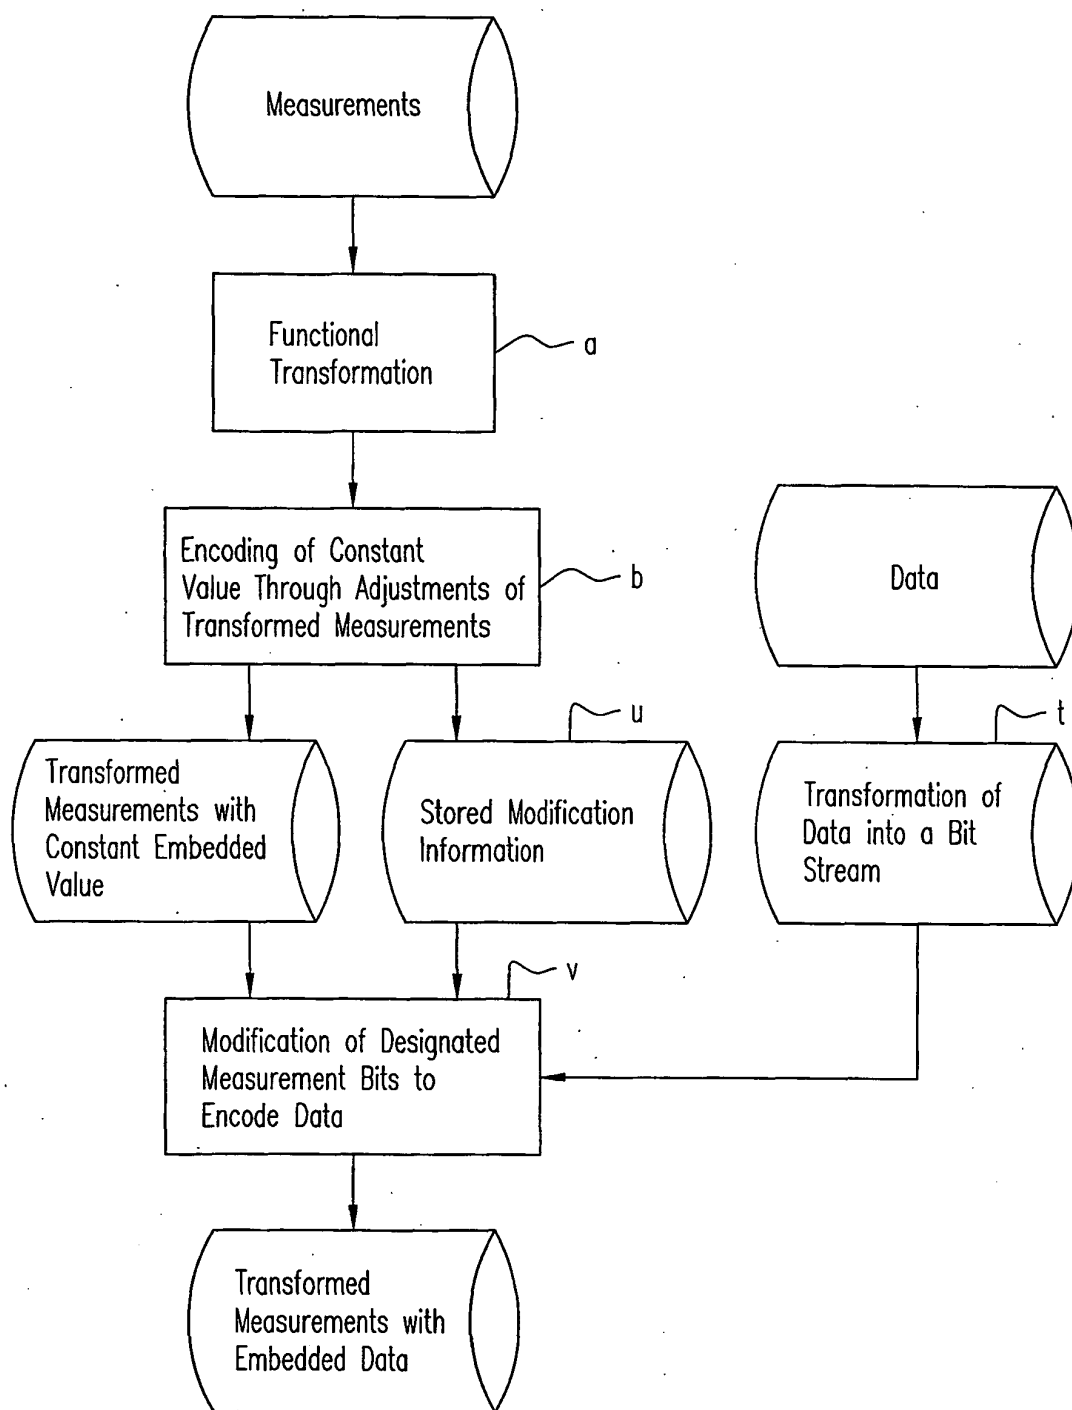 Measurements
Functional
Transformation
a
Encoding of Constant
Value Through Adjustments of
Transformed Measurements
b
Data
Transformed
Measurements with
Constant Embedded
Value
u
Stored Modification
Information
t
Transformation of
Data into a Bit
Stream
v
Modification of Designated
Measurement Bits to
Encode Data
Transformed
Measurements with
Embedded Data